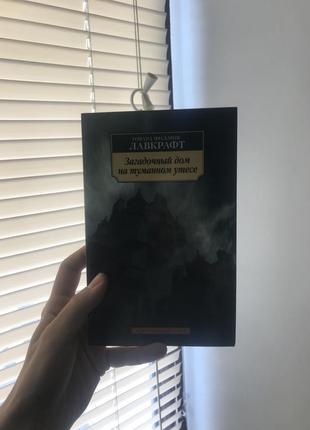 ГОВАРД ФИЛЛИПС
ЛАВКРАФТ
Загадочный дом
на туманном утесе